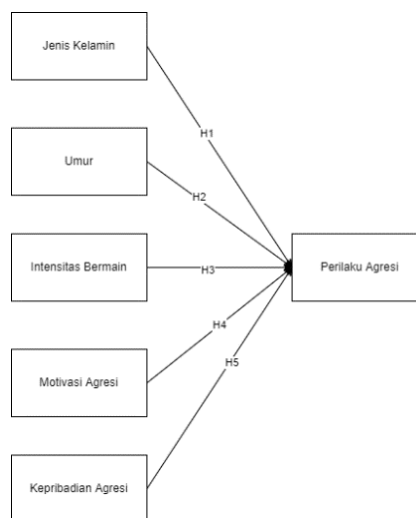 Jenis Kelamin
H1
Umur
H2
Intensitas Bermain
H3
Perilaku Agresi
H4
Motivasi Agresi
H5
Kepribadian Agresi